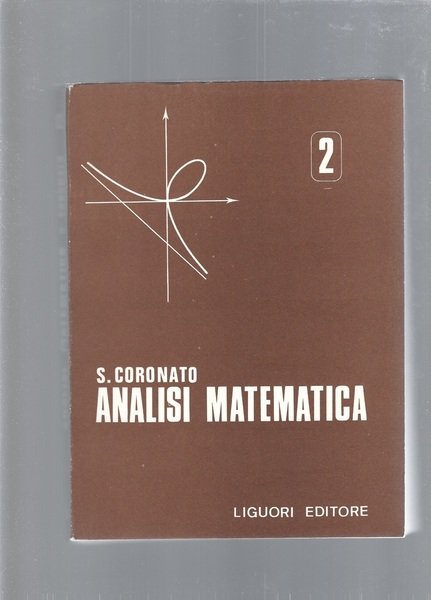 2
S. CORONATO
ANALISI MATEMATICA
LIGUORI EDITORE